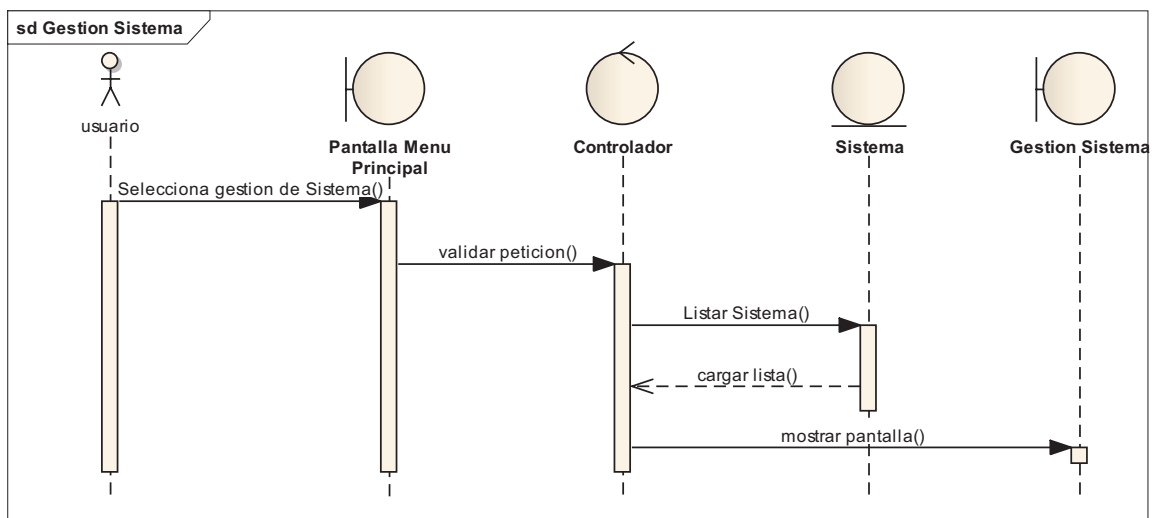 sd Gestion Sistema
usuario
Pantalla Menu
Principal
Controlador
Sistema
Gestion Sistema
Selecciona gestion de Sistema()
validar peticion()
Listar Sistema()
cargar lista()
mostrar pantalla()